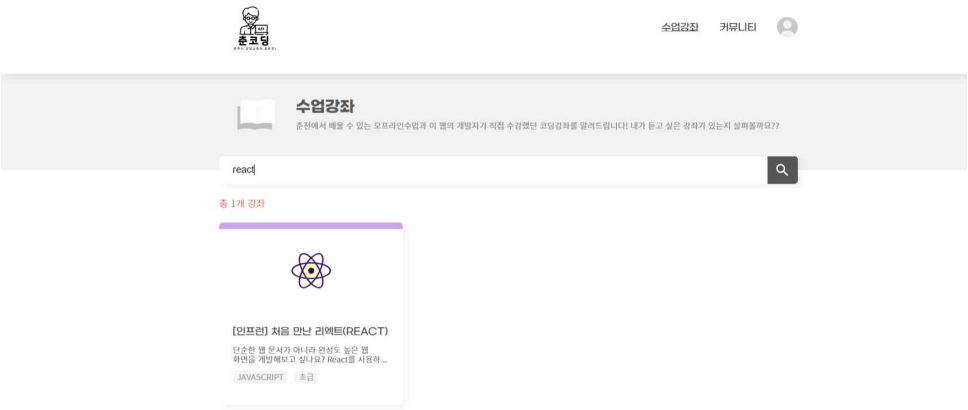 춘코딩
수업강좌 커뮤니티
수업강좌
춘천에서 배울 수 있는 오프라인수업과 이 웹의 개발자가 직접 수강했던 코딩강좌를 알려드립니다! 내가 듣고 싶은 강좌가 있는지 살펴볼까요??
react
총 1개 강좌
[인프런] 처음 만난 리액트(REACT)
단순한 웹 문서가 아니라 완성도 높은 웹
화면을 개발해보고 싶나요? React를 사용하...
JAVASCRIPT 초급